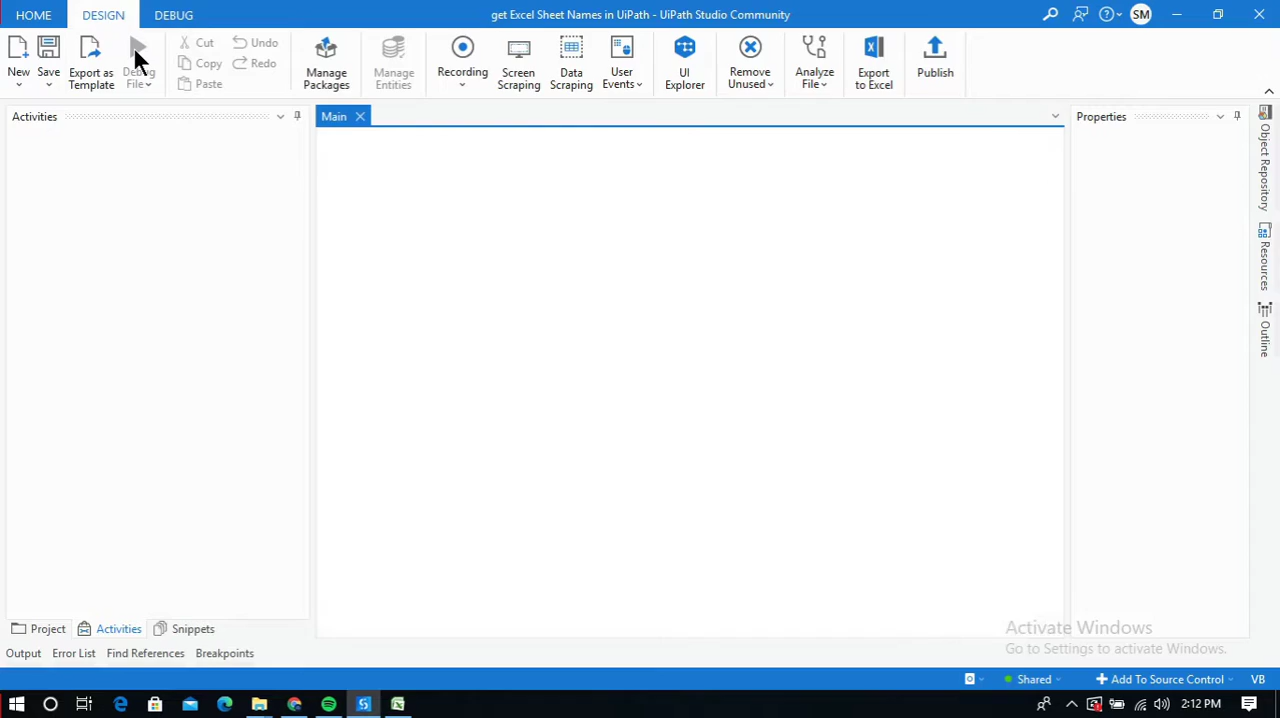 HOME DESIGN DEBUG get Excel Sheet Names in UiPath - UiPath Studio Community SM
New Save Export as Template Debug File Cut Copy Paste Undo Redo Manage Packages Manage Entities Recording Screen Scraping Data Scraping User Events UI Explorer Remove Unused Analyze File Export to Excel Publish
Activities Main Properties
Object Repository
Resources
Outline
Activate Windows
Go to Settings to activate Windows.
Project Activities Snippets
Output Error List Find References Breakpoints
Shared Add To Source Control VB
2:12 PM